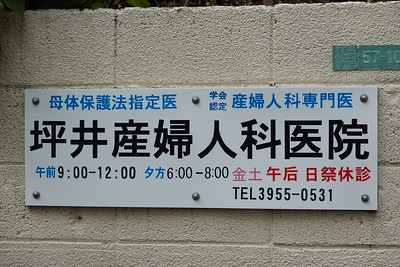 母体保護法指定医 学会認定 産婦人科専門医
坪井産婦人科医院
午前9:00-12:00 夕方6:00-8:00 金土午后 日祭休診
TEL3955-0531
57-10